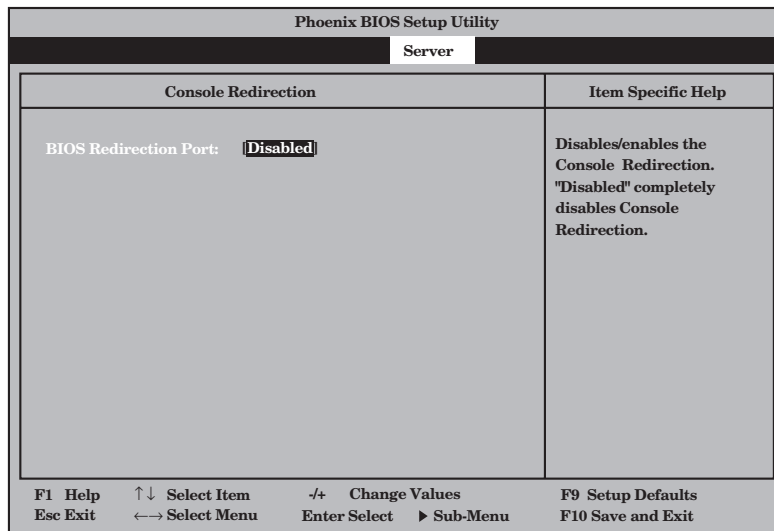 Phoenix BIOS Setup Utility
Server
Console Redirection
Item Specific Help
BIOS Redirection Port: [Disabled]
Disables/enables the
Console Redirection.
"Disabled" completely
disables Console
Redirection.
F1 Help ↑↓ Select Item -/+ Change Values F9 Setup Defaults
Esc Exit ←→ Select Menu Enter Select ▶ Sub-Menu F10 Save and Exit